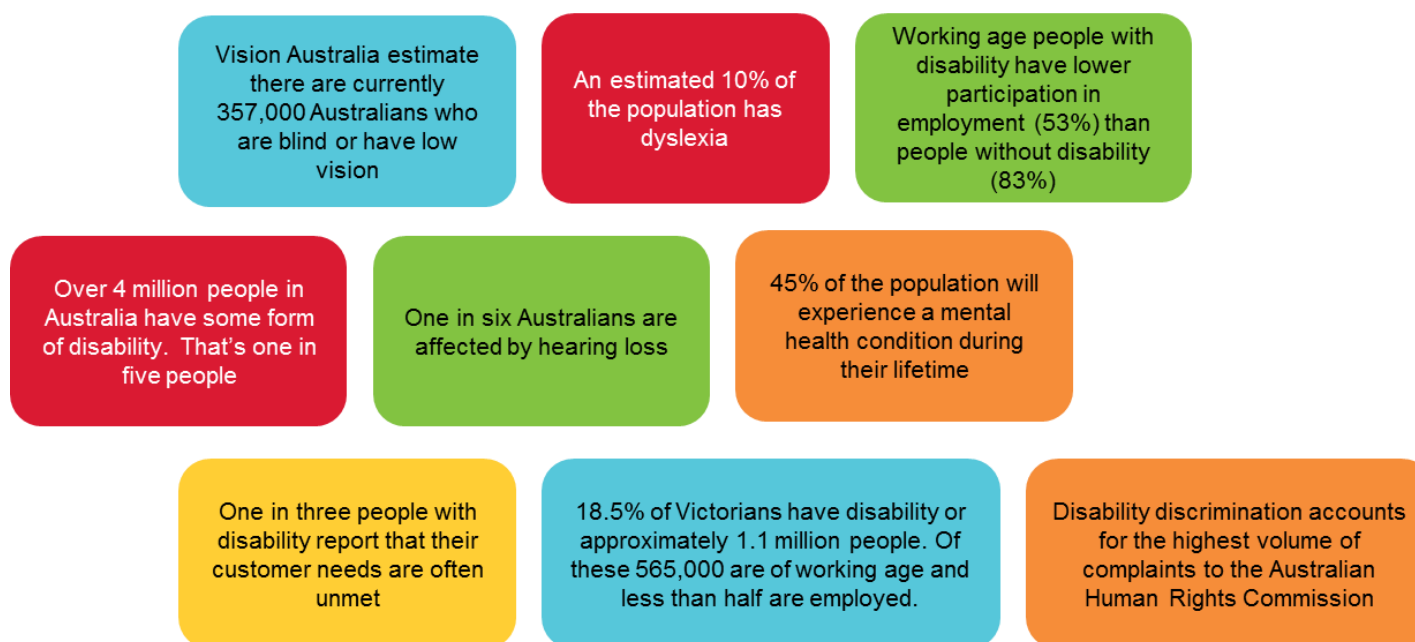 Vision Australia estimate
there are currently
357,000 Australians who
are blind or have low
vision
An estimated 10% of
the population has
dyslexia
Working age people with
disability have lower
participation in
employment (53%) than
people without disability
(83%)
Over 4 million people in
Australia have some form
of disability.  That's one in
five people
One in six Australians are
affected by hearing loss
45% of the population will
experience a mental
health condition during
their lifetime
One in three people with
disability report that their
customer needs are often
unmet
18.5% of Victorians have disability or
approximately 1.1 million people. Of
these 565,000 are of working age and
less than half are employed.
Disability discrimination accounts
for the highest volume of
complaints to the Australian
Human Rights Commission